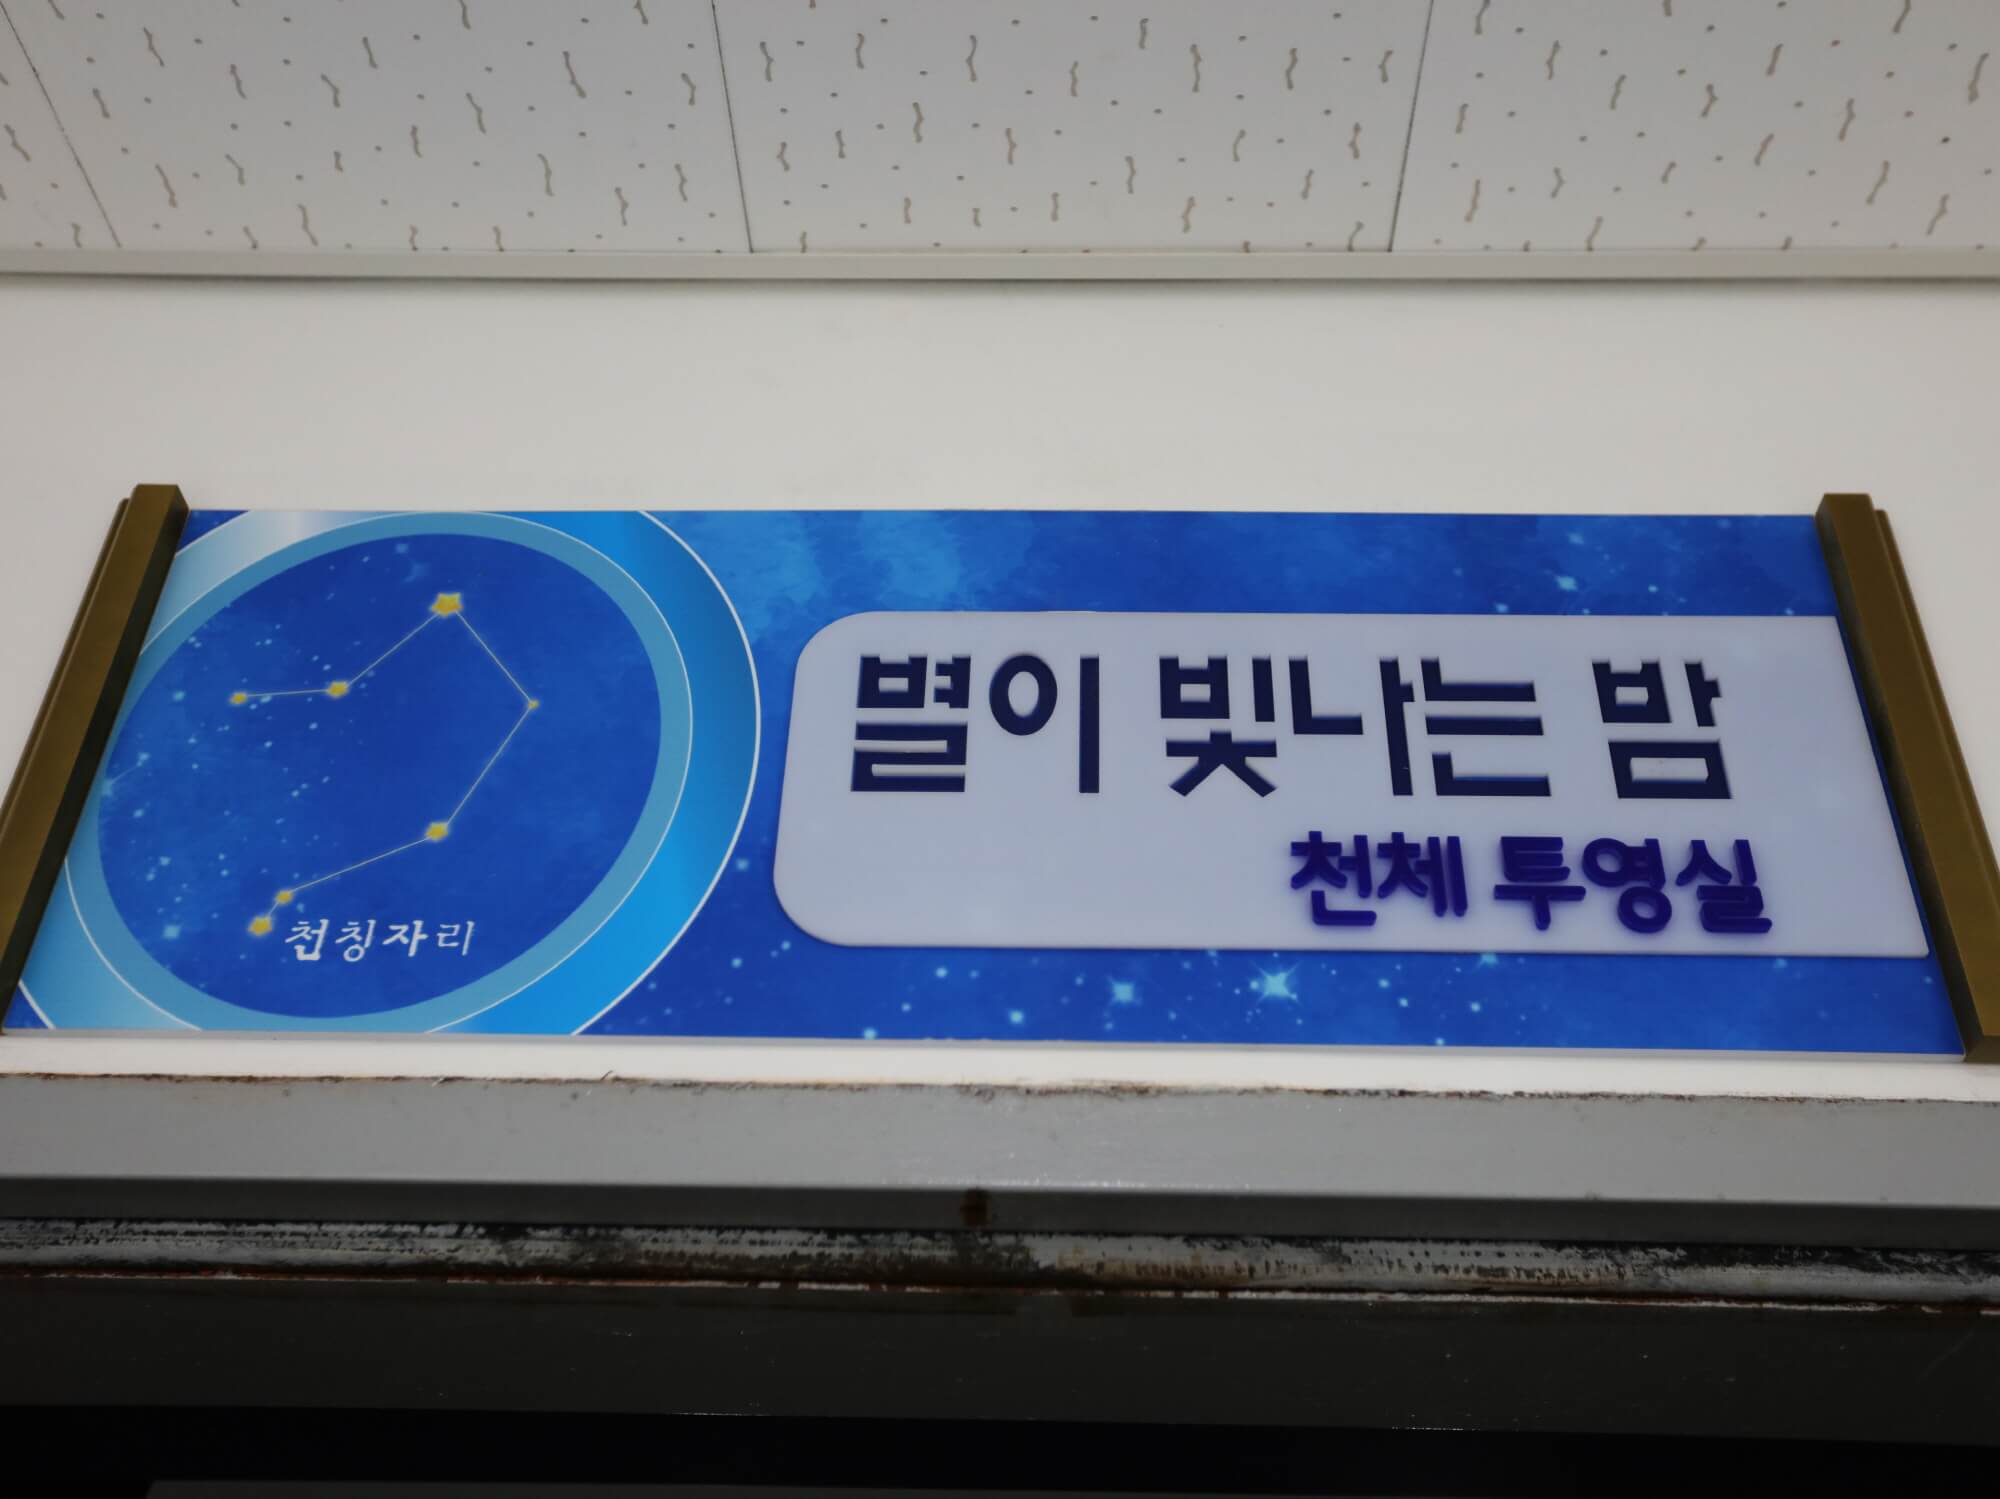 별이 빛나는 밤
천체 투영실
천칭자리